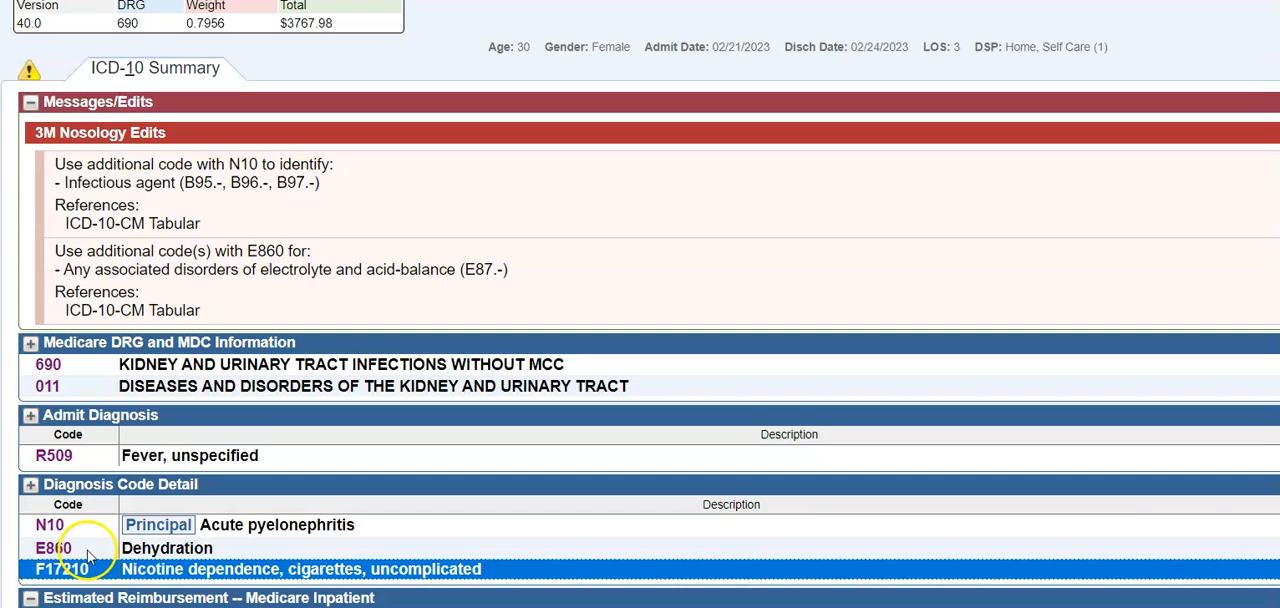 Version DRG Weight Total
40.0 690 0.7956 $3767.98
Age: 30 Gender: Female Admit Date: 02/21/2023 Disch Date: 02/24/2023 LOS: 3 DSP: Home, Self Care (1)
ICD-10 Summary
Messages/Edits
3M Nosology Edits
Use additional code with N10 to identify:
- Infectious agent (B95.-, B96.-, B97.-)
References:
ICD-10-CM Tabular
Use additional code(s) with E860 for:
- Any associated disorders of electrolyte and acid-balance (E87.-)
References:
ICD-10-CM Tabular
Medicare DRG and MDC Information
690 KIDNEY AND URINARY TRACT INFECTIONS WITHOUT MCC
011 DISEASES AND DISORDERS OF THE KIDNEY AND URINARY TRACT
Admit Diagnosis
Code Description
R509 Fever, unspecified
Diagnosis Code Detail
Code Description
N10 Principal Acute pyelonephritis
E860 Dehydration
F17210 Nicotine dependence, cigarettes, uncomplicated
Estimated Reimbursement -- Medicare Inpatient